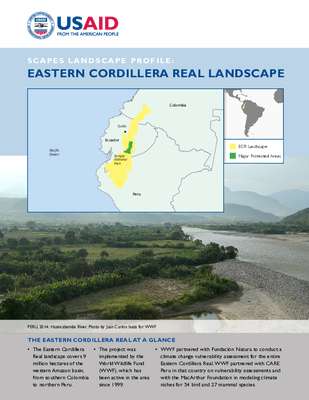 USAID
FROM THE AMERICAN PEOPLE
SCAPES LANDSCAPE PROFILE:
EASTERN CORDILLERA REAL LANDSCAPE
Colombia
Quito
Ecuador
Pacific
Ocean
Sangay
National
Park
Peru
ECR Landscape
Major Protected Areas
PERU, 2014: Huancabamba River. Photo by Juan Carlos Isaza for WWF
THE EASTERN CORDILLERA REAL AT A GLANCE
• The Eastern Cordillera
Real landscape covers 9
million hectares of the
western Amazon basin,
from southern Colombia
to northern Peru.
• The project was
implemented by the
World Wildlife Fund
(WWF), which has
been active in the area
since 1999.
• WWF partnered with Fundación Natura to conduct a
climate change vulnerability assessment for the entire
Eastern Cordillera Real. WWF partnered with CARE
Peru in that country on vulnerability assessments and
with the MacArthur Foundation in modeling climate
niches for 34 bird and 27 mammal species.